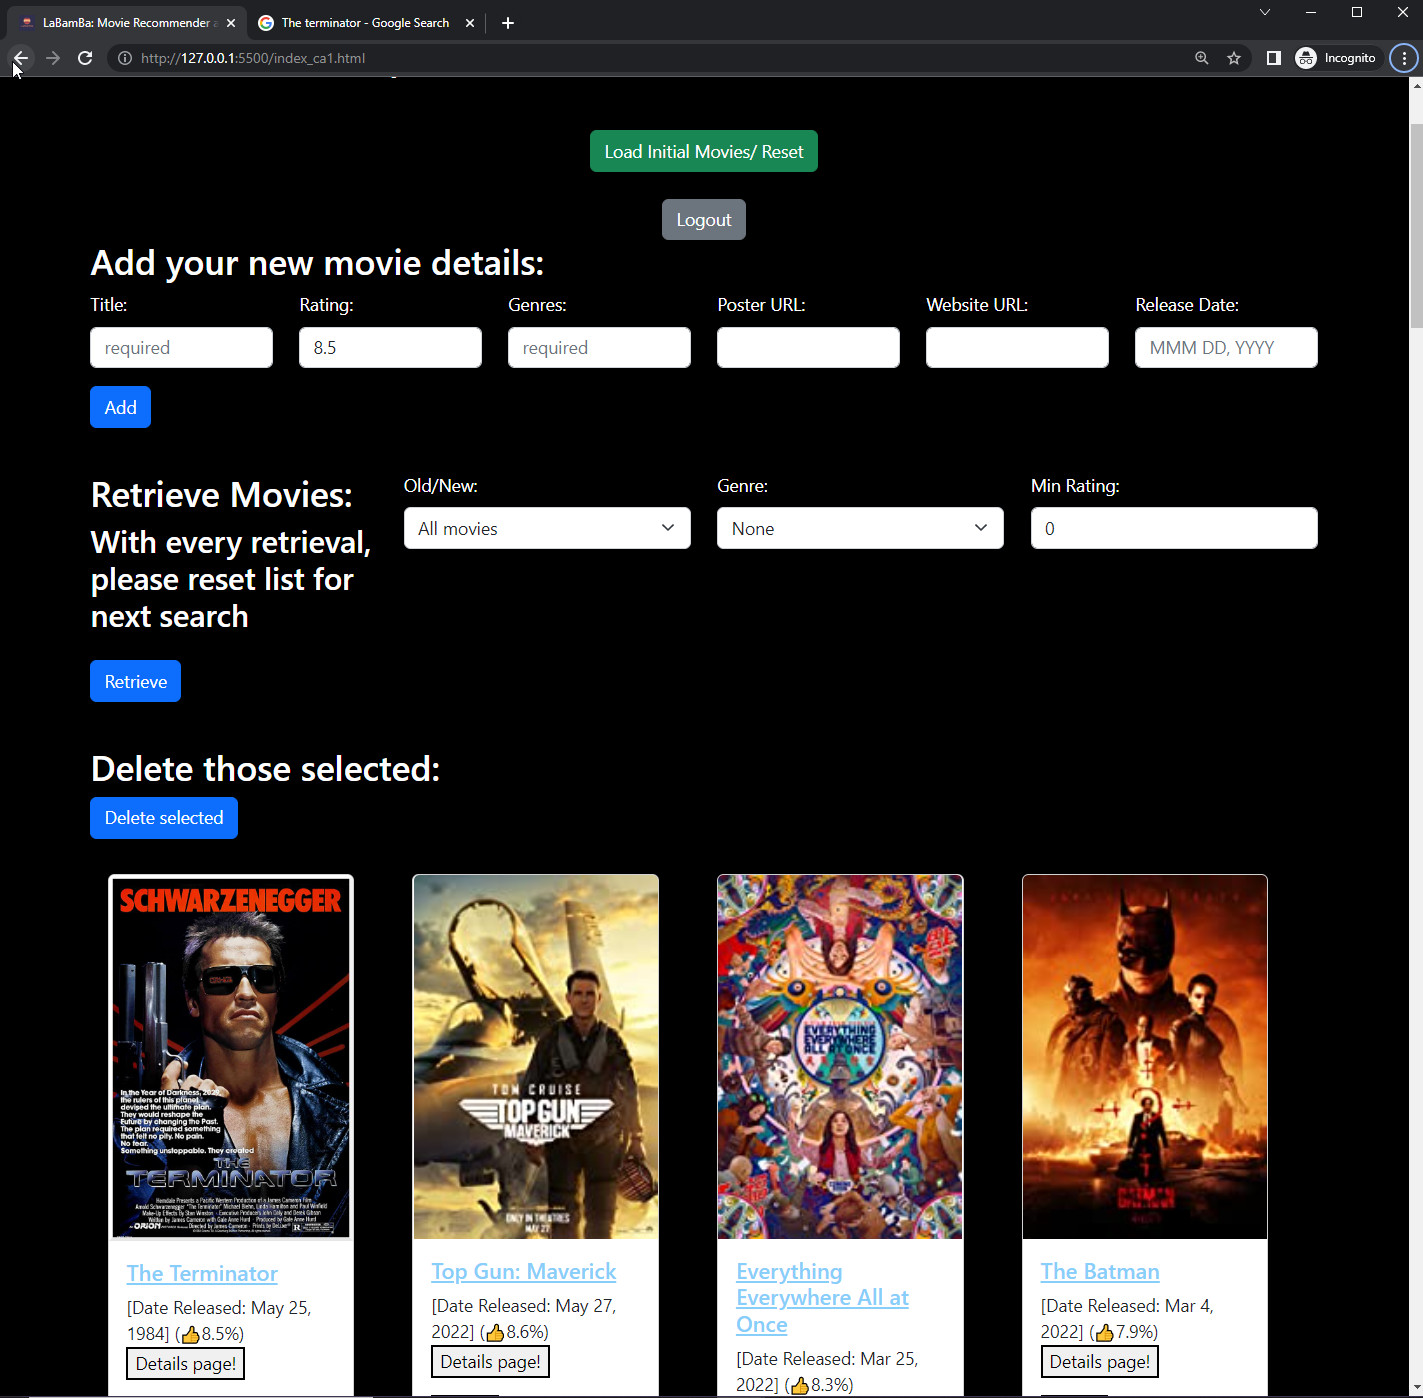 LaBamBa: Movie Recommender a
The terminator - Google Search
http://127.0.0.1:5500/index_ca1.html
Incognito
Load Initial Movies/ Reset
Logout
Add your new movie details:
Title:
Rating:
Genres:
Poster URL:
Website URL:
Release Date:
required
8.5
required
MMM DD, YYYY
Add
Retrieve Movies:
With every retrieval,
please reset list for
next search
Old/New:
Genre:
Min Rating:
All movies
None
0
Retrieve
Delete those selected:
Delete selected
SCHWARZENEGGER
In the Year of Darkness, 2029,
the rulers of this planet
devised the ultimate plan.
They would reshape the
Future by changing the Past.
The plan required something
that felt no pity. No pain.
No fear.
Something unstoppable. They created
THE
TERMINATOR
ORION
R
TOM CRUISE
TOP GUN
MAVERICK
ONLY IN THEATRES
MAY 27
EVERYTHING
EVERYWHERE
ALL AT ONCE
BATMAN
The Terminator
[Date Released: May 25,
1984] (👍8.5%)
Details page!
Top Gun: Maverick
[Date Released: May 27,
2022] (👍8.6%)
Details page!
Everything
Everywhere All at
Once
[Date Released: Mar 25,
2022] (👍8.3%)
The Batman
[Date Released: Mar 4,
2022] (👍7.9%)
Details page!